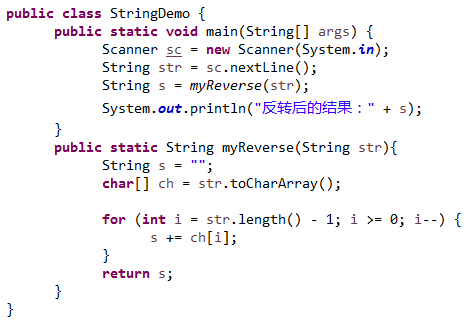 public class StringDemo {
public static void main(String[] args) {
Scanner sc = new Scanner(System.in);
String str = sc.nextLine();
String s = myReverse(str);
System.out.println("反转后的结果：" + s);
}
public static String myReverse(String str){
String s = "";
char[] ch = str.toCharArray();
for (int i = str.length() - 1; i >= 0; i--) {
s += ch[i];
}
return s;
}
}